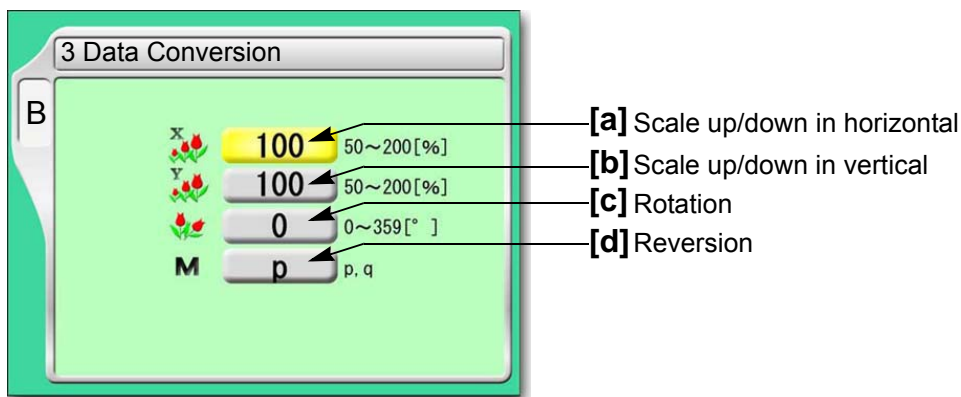 3 Data Conversion
B
X 100 50~200[%] [a] Scale up/down in horizontal
Y 100 50~200[%] [b] Scale up/down in vertical
0 0~359[° ] [c] Rotation
M p p, q [d] Reversion